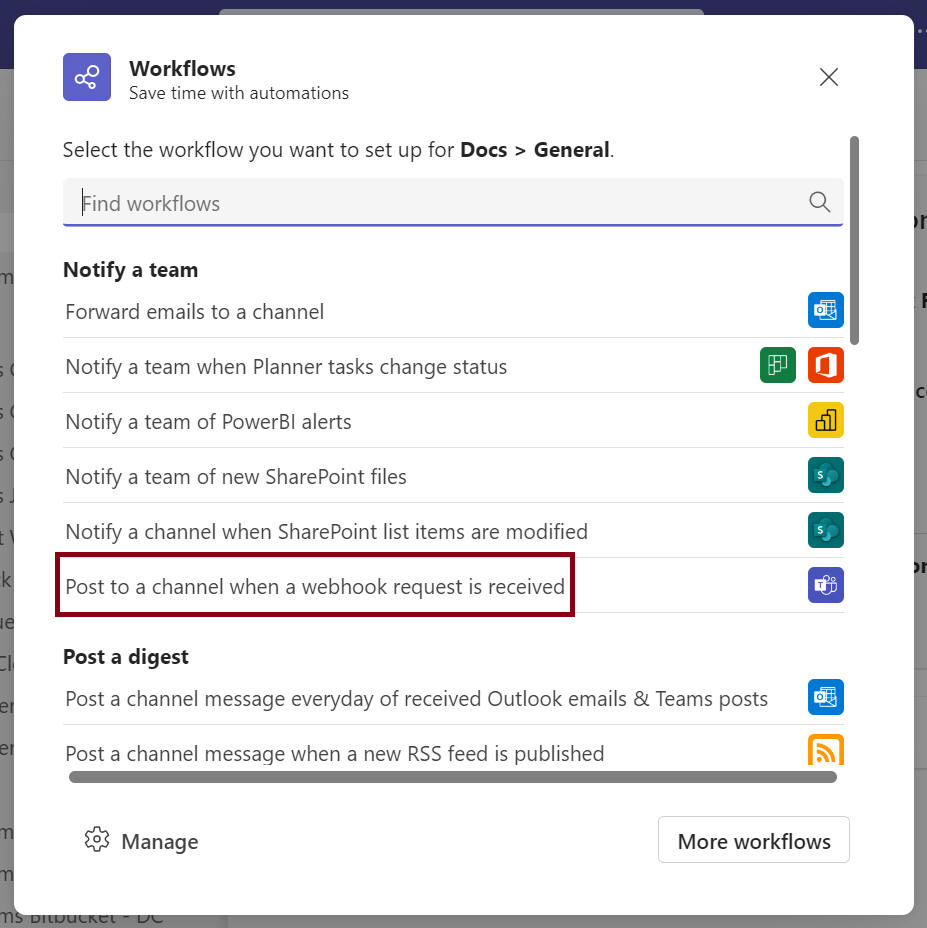 Workflows
Save time with automations
Select the workflow you want to set up for Docs > General.
Find workflows
Notify a team
Forward emails to a channel
Notify a team when Planner tasks change status
Notify a team of PowerBI alerts
Notify a team of new SharePoint files
Notify a channel when SharePoint list items are modified
Post to a channel when a webhook request is received
Post a digest
Post a channel message everyday of received Outlook emails & Teams posts
Post a channel message when a new RSS feed is published
Manage
More workflows